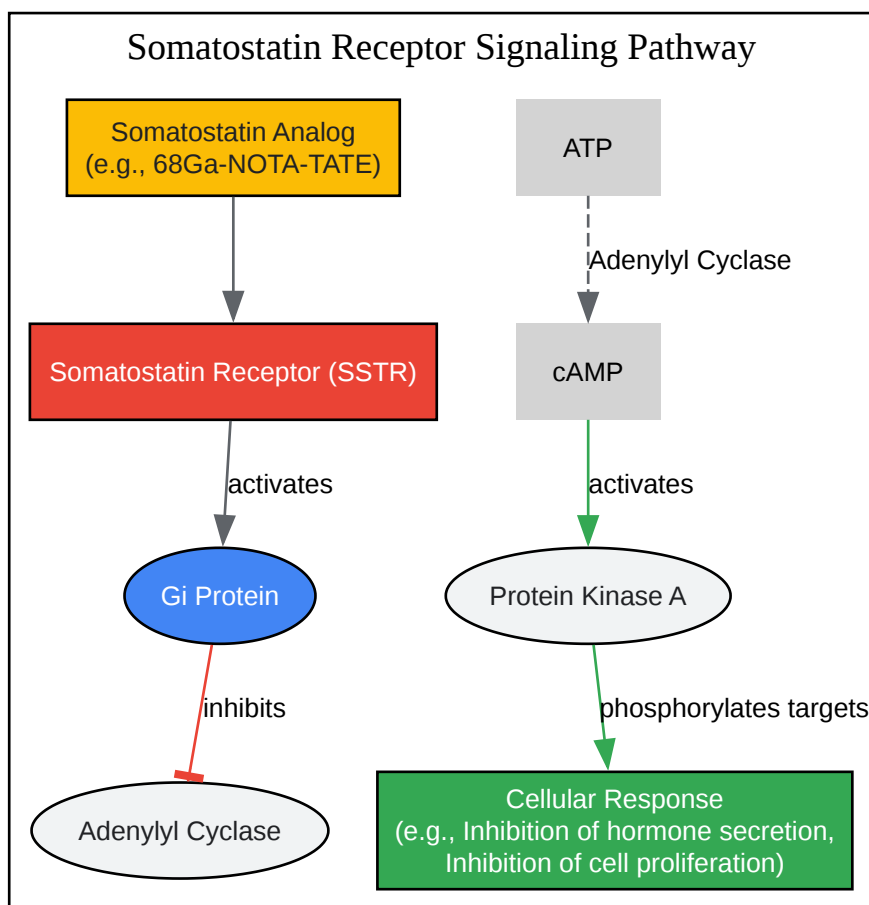 Somatostatin Receptor Signaling Pathway
Somatostatin Analog
(e.g., 68Ga-NOTA-TATE)
Somatostatin Receptor (SSTR)
activates
Gi Protein
inhibits
Adenylyl Cyclase
ATP
Adenylyl Cyclase
cAMP
activates
Protein Kinase A
phosphorylates targets
Cellular Response
(e.g., Inhibition of hormone secretion,
Inhibition of cell proliferation)